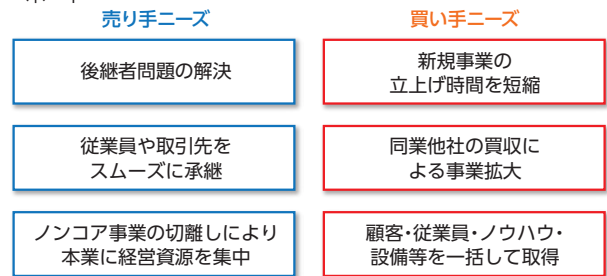 売り手ニーズ
後継者問題の解決
従業員や取引先を
スムーズに承継
ノンコア事業の切離しにより
本業に経営資源を集中
買い手ニーズ
新規事業の
立上げ時間を短縮
同業他社の買収に
よる事業拡大
顧客・従業員・ノウハウ・
設備等を一括して取得